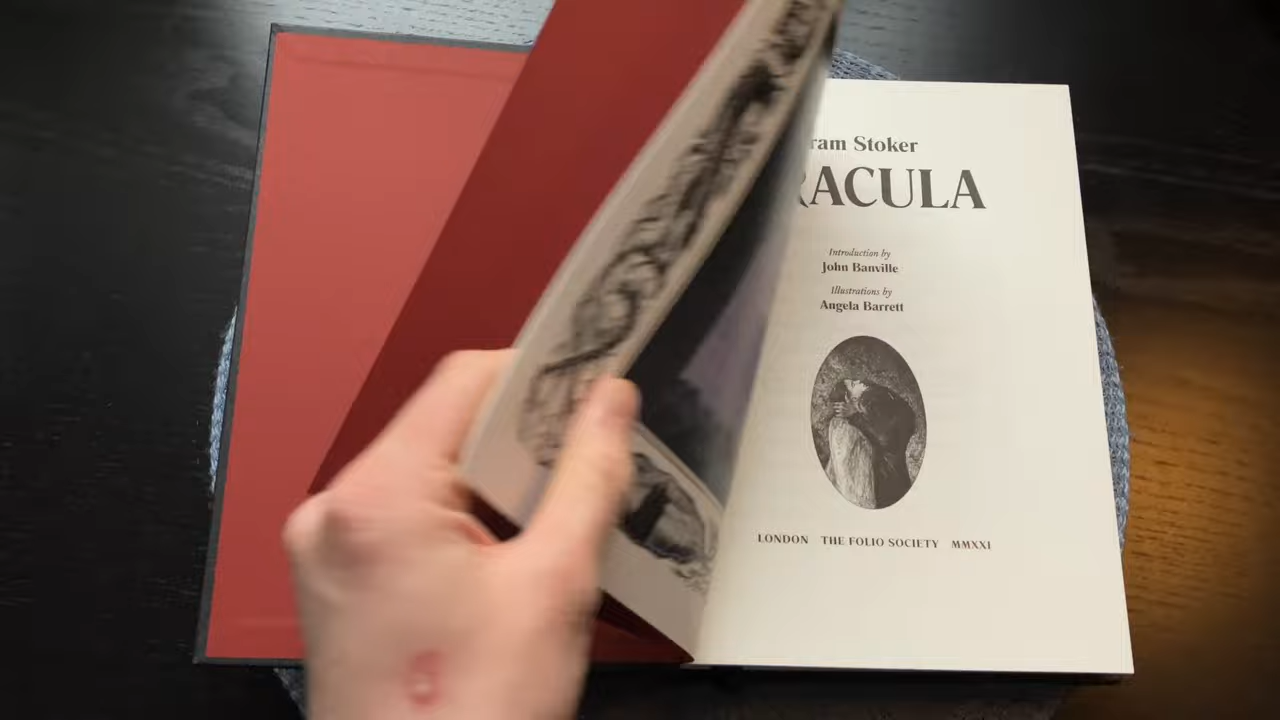 ram Stoker
RACULA
Introduction by
John Banville
Illustrations by
Angela Barrett
LONDON THE FOLIO SOCIETY MMXXI